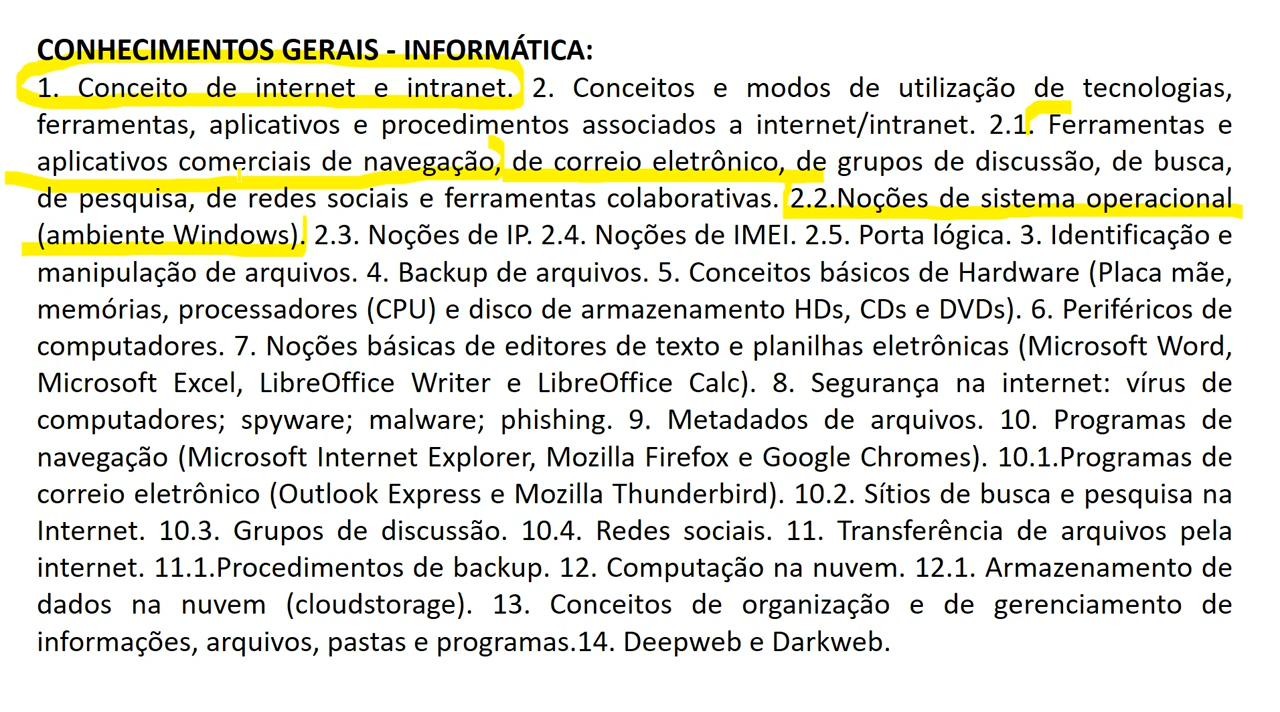 CONHECIMENTOS GERAIS - INFORMÁTICA:
1. Conceito de internet e intranet. 2. Conceitos e modos de utilização de tecnologias,
ferramentas, aplicativos e procedimentos associados a internet/intranet. 2.1. Ferramentas e
aplicativos comerciais de navegação, de correio eletrônico, de grupos de discussão, de busca,
de pesquisa, de redes sociais e ferramentas colaborativas. 2.2.Noções de sistema operacional
(ambiente Windows). 2.3. Noções de IP. 2.4. Noções de IMEI. 2.5. Porta lógica. 3. Identificação e
manipulação de arquivos. 4. Backup de arquivos. 5. Conceitos básicos de Hardware (Placa mãe,
memórias, processadores (CPU) e disco de armazenamento HDs, CDs e DVDs). 6. Periféricos de
computadores. 7. Noções básicas de editores de texto e planilhas eletrônicas (Microsoft Word,
Microsoft Excel, LibreOffice Writer e LibreOffice Calc). 8. Segurança na internet: vírus de
computadores; spyware; malware; phishing. 9. Metadados de arquivos. 10. Programas de
navegação (Microsoft Internet Explorer, Mozilla Firefox e Google Chromes). 10.1.Programas de
correio eletrônico (Outlook Express e Mozilla Thunderbird). 10.2. Sítios de busca e pesquisa na
Internet. 10.3. Grupos de discussão. 10.4. Redes sociais. 11. Transferência de arquivos pela
internet. 11.1.Procedimentos de backup. 12. Computação na nuvem. 12.1. Armazenamento de
dados na nuvem (cloudstorage). 13. Conceitos de organização e de gerenciamento de
informações, arquivos, pastas e programas.14. Deepweb e Darkweb.